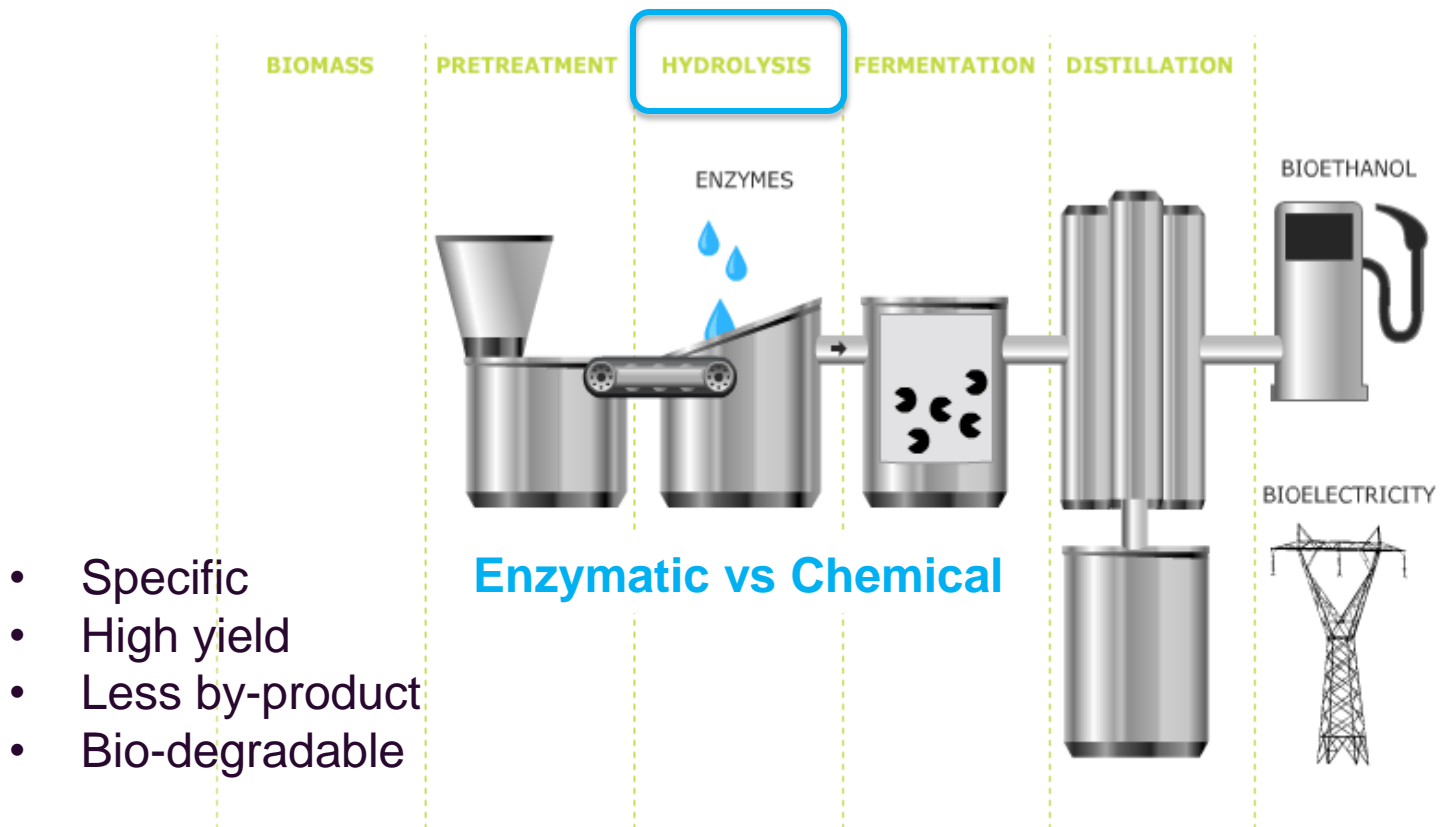 BIOMASS PRETREATMENT HYDROLYSIS FERMENTATION DISTILLATION
ENZYMES
BIOETHANOL
BIOELECTRICITY
Enzymatic vs Chemical
• Specific
• High yield
• Less by-product
• Bio-degradable